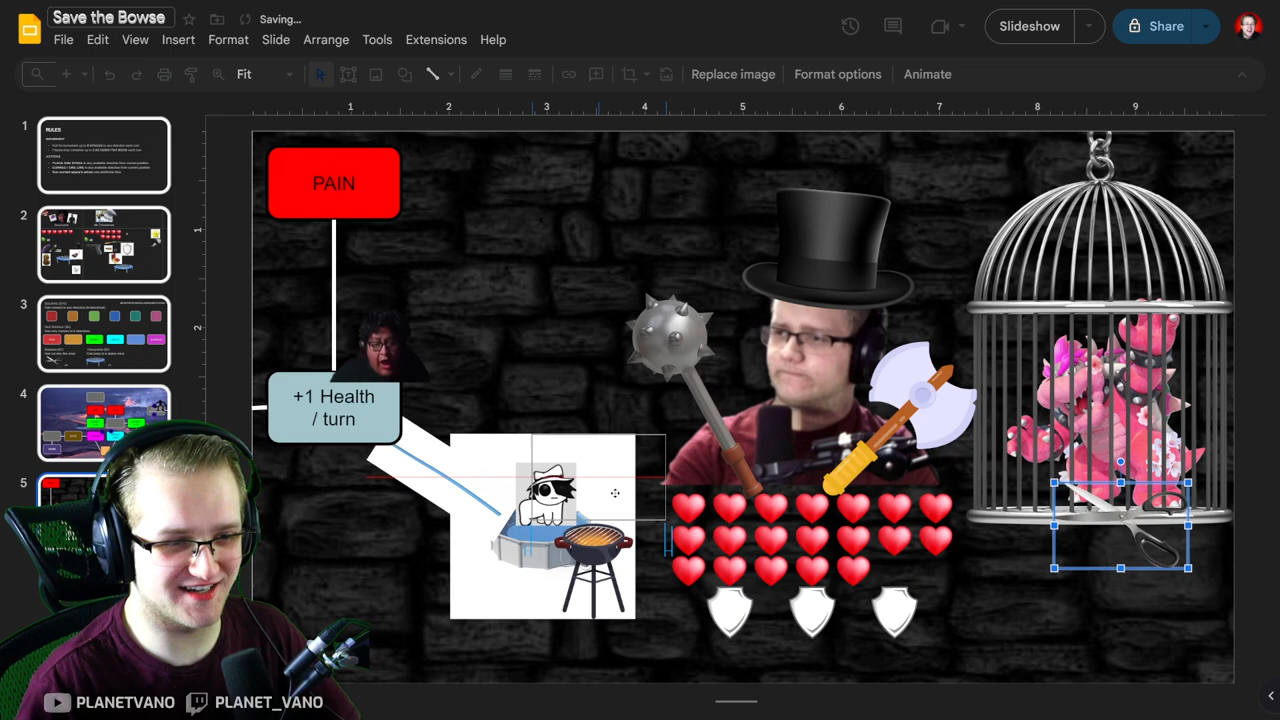 Save the Bowse
Saving...
File Edit View Insert Format Slide Arrange Tools Extensions Help
Slideshow
Share
Fit
Replace image
Format options
Animate
1 2 3 4 5 6 7 8 9
1
2
1
RULES
2
3
4
5
PAIN
+1 Health
/ turn
PLANETVANO
PLANET_VANO